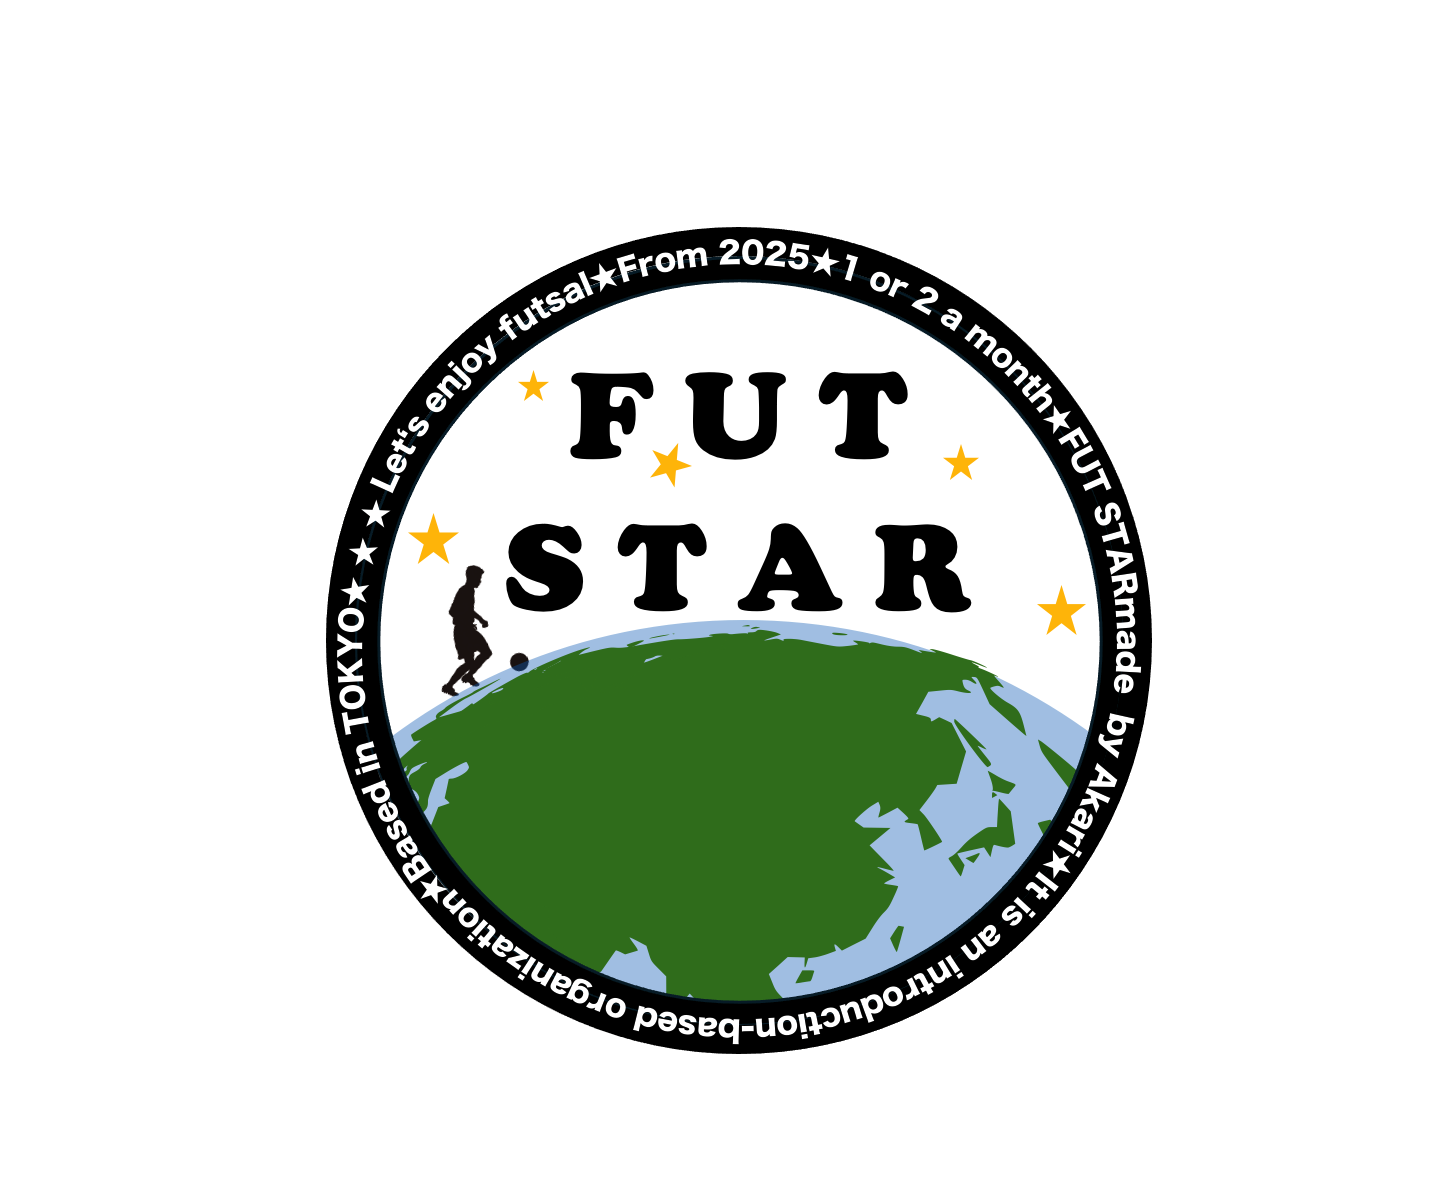 FUT
STAR
★ ★ Let‘s enjoy futsal★From 2025★1 or 2 a month★FUT STARmade by Akari★It is an introduction-based organization★Based in TOKYO★